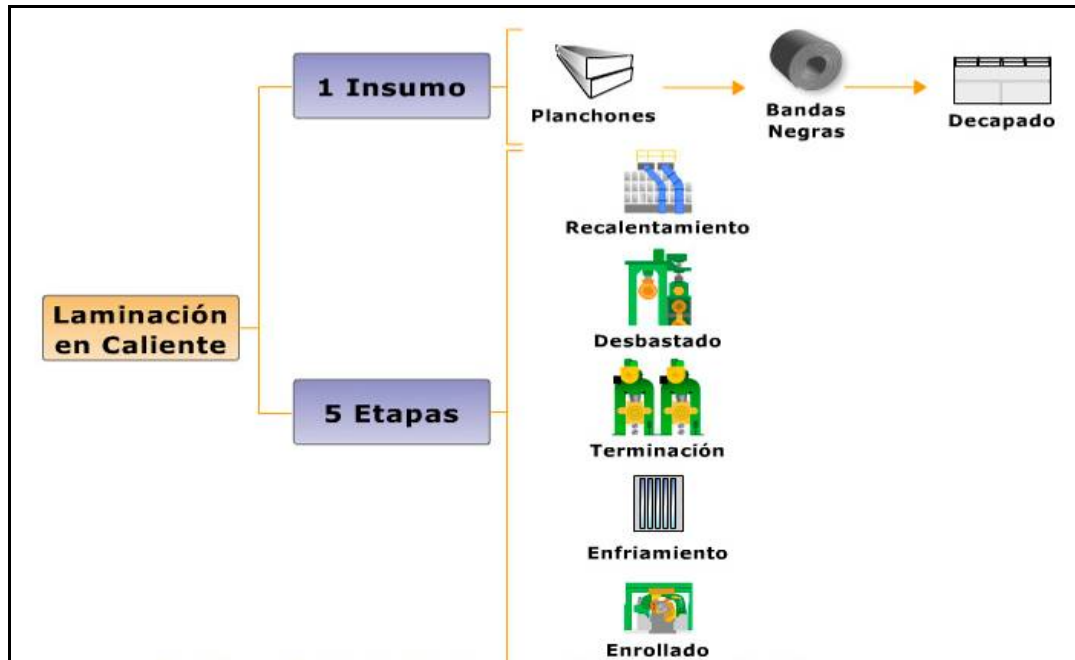 1 Insumo
Planchones
Bandas
Negras
Decapado
Recalentamiento
Desbastado
Laminación
en Caliente
5 Etapas
Terminación
Enfriamiento
Enrollado